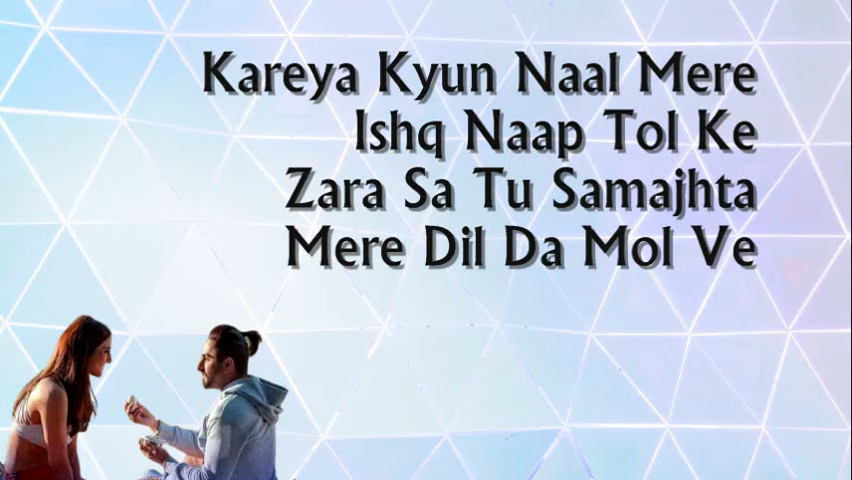 Kareya Kyun Naal Mere
Ishq Naap Tol Ke
Zara Sa Tu Samajhta
Mere Dil Da Mol Ve